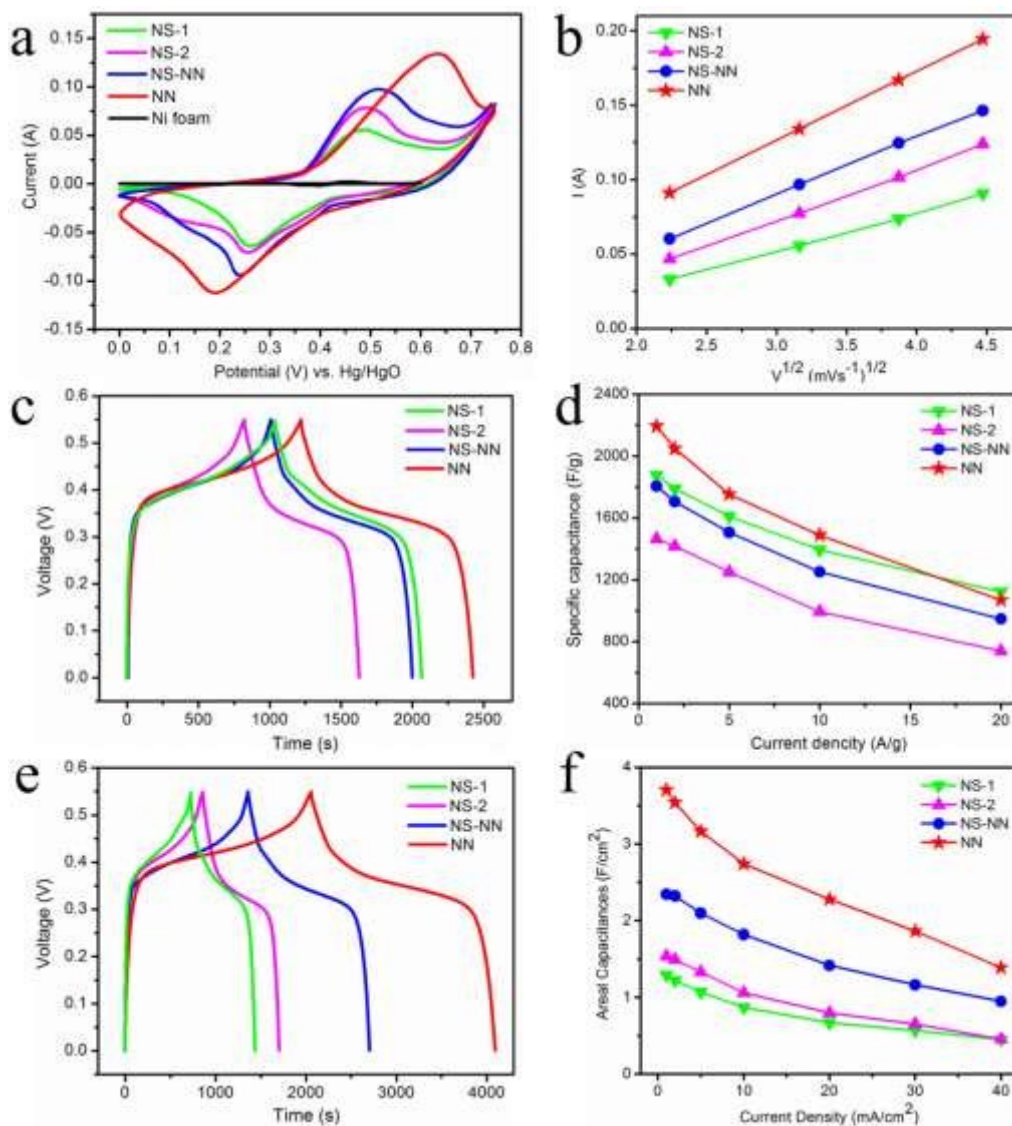 a
NS-1
NS-2
NS-NN
NN
Ni foam
0.15
0.10
0.05
0.00
-0.05
-0.10
-0.15
Current (A)
0.0 0.1 0.2 0.3 0.4 0.5 0.6 0.7 0.8
Potential (V) vs. Hg/HgO
b
NS-1
NS-2
NS-NN
NN
0.20
0.15
0.10
0.05
0.00
I (A)
2.0 2.5 3.0 3.5 4.0 4.5
V^1/2 (mVs^-1)^1/2
c
NS-1
NS-2
NS-NN
NN
0.6
0.5
0.4
0.3
0.2
0.1
0.0
Voltage (V)
0 500 1000 1500 2000 2500
Time (s)
d
NS-1
NS-2
NS-NN
NN
2400
2000
1600
1200
800
400
Specific capacitance (F/g)
0 5 10 15 20
Current dencity (A/g)
e
NS-1
NS-2
NS-NN
NN
0.6
0.5
0.4
0.3
0.2
0.1
0.0
Voltage (V)
0 1000 2000 3000 4000
Time (s)
f
NS-1
NS-2
NS-NN
NN
4
3
2
1
0
Areal Capacitances (F/cm^2)
0 10 20 30 40
Current Density (mA/cm^2)